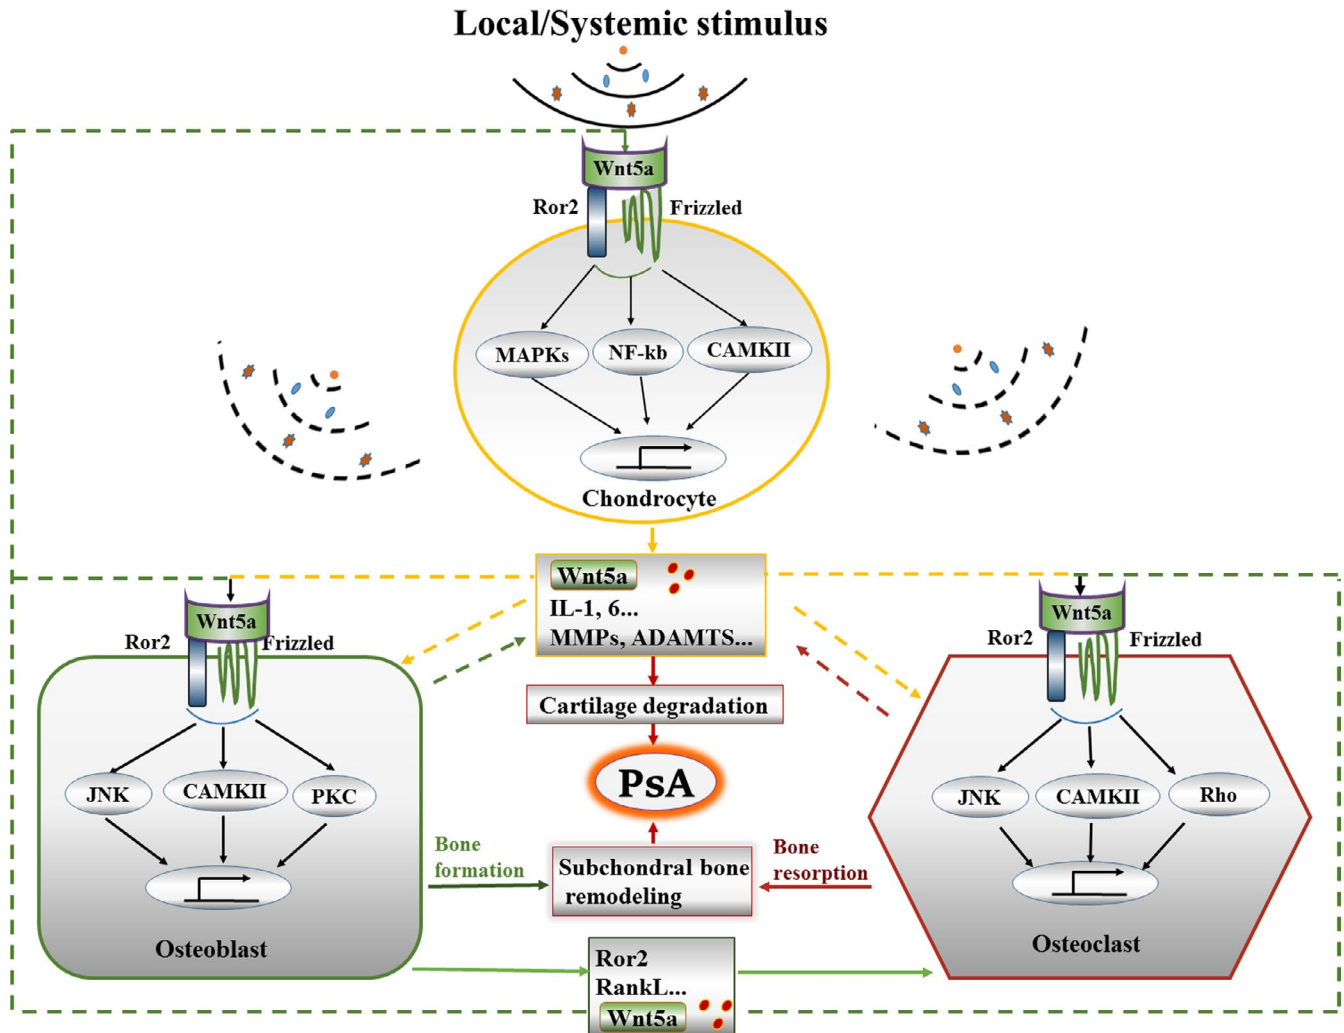 Local/Systemic stimulus
Wnt5a
Ror2
Frizzled
MAPKs
NF-kb
CAMKII
Chondrocyte
Wnt5a
IL-1, 6...
MMPs, ADAMTS...
Wnt5a
Ror2
Frizzled
JNK
CAMKII
PKC
Osteoblast
Cartilage degradation
PsA
Bone
formation
Subchondral bone
remodeling
Bone
resorption
Wnt5a
Ror2
Frizzled
JNK
CAMKII
Rho
Osteoclast
Ror2
RankL...
Wnt5a